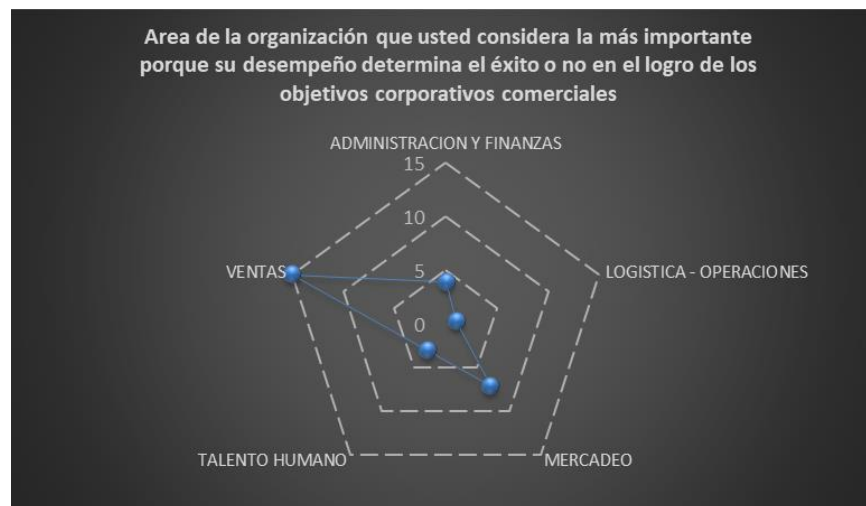 Area de la organización que usted considera la más importante
porque su desempeño determina el éxito o no en el logro de los
objetivos corporativos comerciales
ADMINISTRACION Y FINANZAS
15
10
5
0
VENTAS
LOGISTICA - OPERACIONES
TALENTO HUMANO
MERCADEO